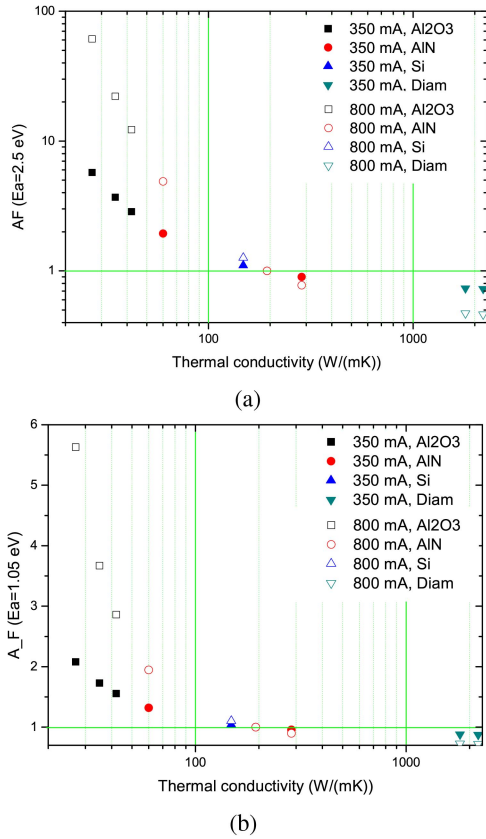 (a)
100
10
1
AF (Ea=2.5 eV)
350 mA, Al2O3
350 mA, AlN
350 mA, Si
350 mA. Diam
800 mA, Al2O3
800 mA, AlN
800 mA, Si
800 mA, Diam
100
1000
Thermal conductivity (W/(mK))
(a)
6
5
4
3
2
1
A_F (Ea=1.05 eV)
350 mA, Al2O3
350 mA, AlN
350 mA, Si
350 mA, Diam
800 mA, Al2O3
800 mA, AlN
800 mA, Si
800 mA, Diam
100
1000
Thermal conductivity (W/(mK))
(b)